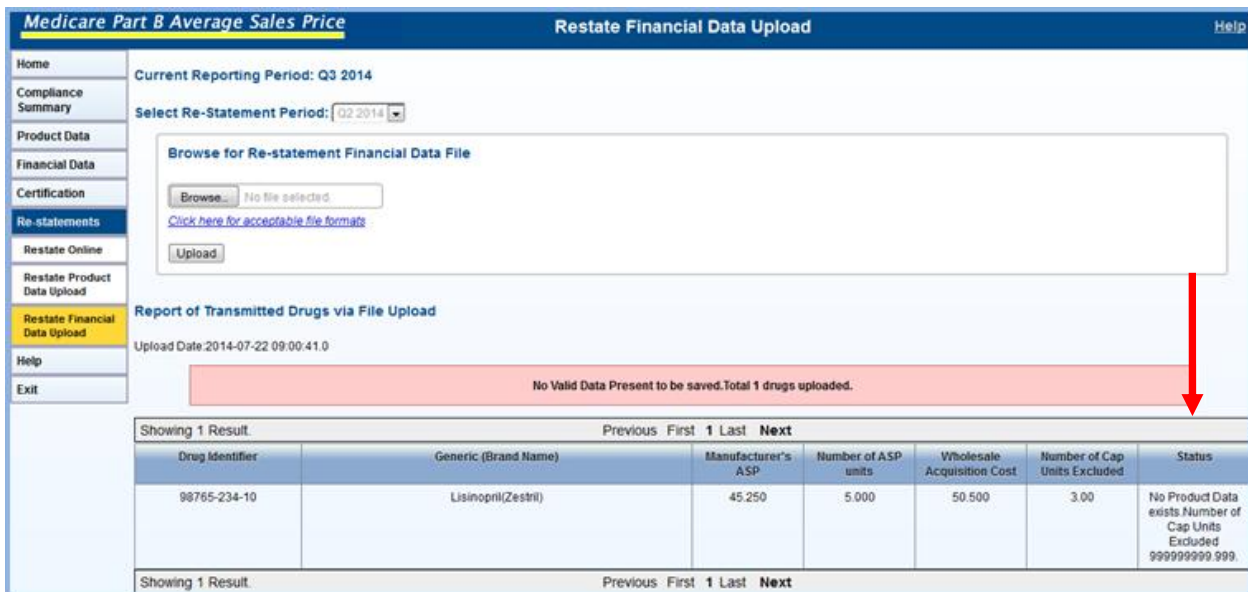 Medicare Part B Average Sales Price
Restate Financial Data Upload
Help
Home
Compliance
Summary
Product Data
Financial Data
Certification
Re-statements
Restate Online
Restate Product
Data Upload
Restate Financial
Data Upload
Help
Exit
Current Reporting Period: Q3 2014
Select Re-Statement Period: Q2 2014
Browse for Re-statement Financial Data File
Browse... No file selected.
Click here for acceptable file formats
Upload
Report of Transmitted Drugs via File Upload
Upload Date:2014-07-22 09:00:41.0
No Valid Data Present to be saved.Total 1 drugs uploaded.
Showing 1 Result. Previous First 1 Last Next
Drug Identifier
Generic (Brand Name)
Manufacturer's
ASP
Number of ASP
units
Wholesale
Acquisition Cost
Number of Cap
Units Excluded
Status
98765-234-10
Lisinopril(Zestril)
45.250
5.000
50.500
3.00
No Product Data
exists.Number of
Cap Units
Excluded
999999999.999.
Showing 1 Result. Previous First 1 Last Next